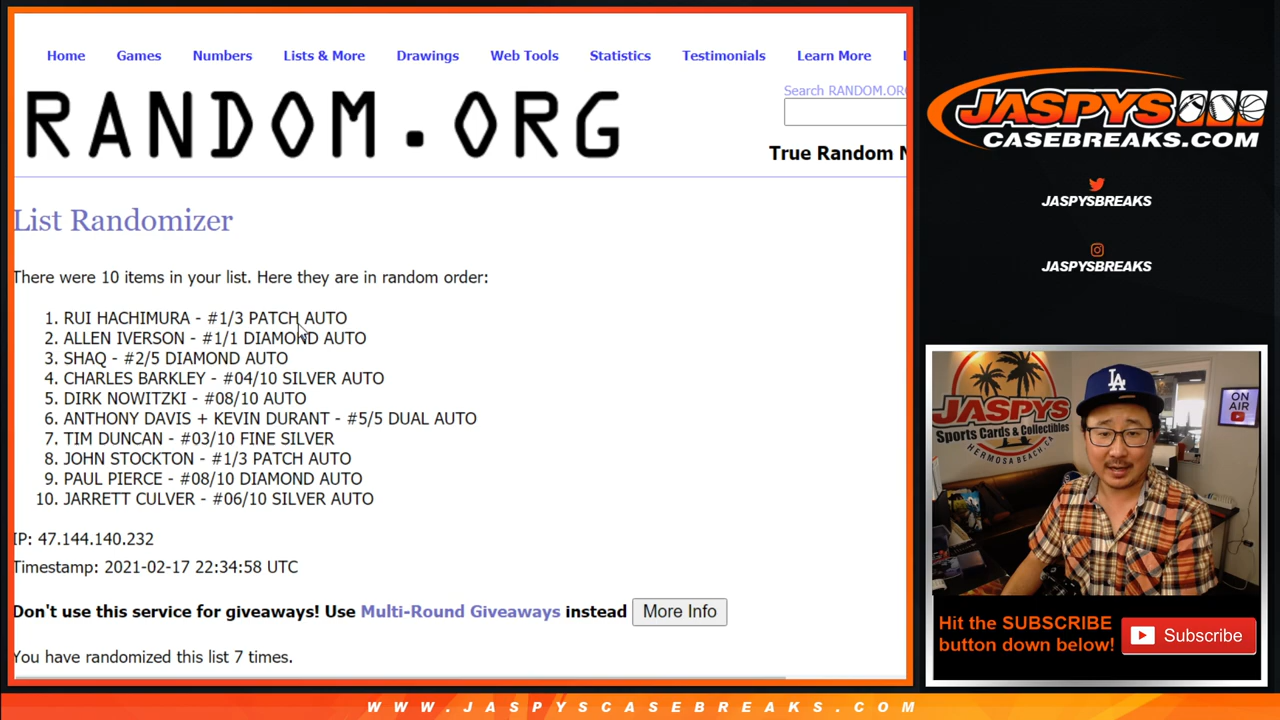 Home Games Numbers Lists & More Drawings Web Tools Statistics Testimonials Learn More
Search RANDOM.ORG
RANDOM.ORG
True Random N
List Randomizer
There were 10 items in your list. Here they are in random order:
1. RUI HACHIMURA - #1/3 PATCH AUTO
2. ALLEN IVERSON - #1/1 DIAMOND AUTO
3. SHAQ - #2/5 DIAMOND AUTO
4. CHARLES BARKLEY - #04/10 SILVER AUTO
5. DIRK NOWITZKI - #08/10 AUTO
6. ANTHONY DAVIS + KEVIN DURANT - #5/5 DUAL AUTO
7. TIM DUNCAN - #03/10 FINE SILVER
8. JOHN STOCKTON - #1/3 PATCH AUTO
9. PAUL PIERCE - #08/10 DIAMOND AUTO
10. JARRETT CULVER - #06/10 SILVER AUTO
IP: 47.144.140.232
Timestamp: 2021-02-17 22:34:58 UTC
Don't use this service for giveaways! Use Multi-Round Giveaways instead More Info
You have randomized this list 7 times.
JASPYS
CASEBREAKS.COM
JASPYSBREAKS
JASPYSBREAKS
JASPYS
Sports Cards & Collectibles
HERMOSA BEACH, CA
LA
ON
AIR
Hit the SUBSCRIBE
button down below!
Subscribe
WWW.JASPYSCASEBREAKS.COM